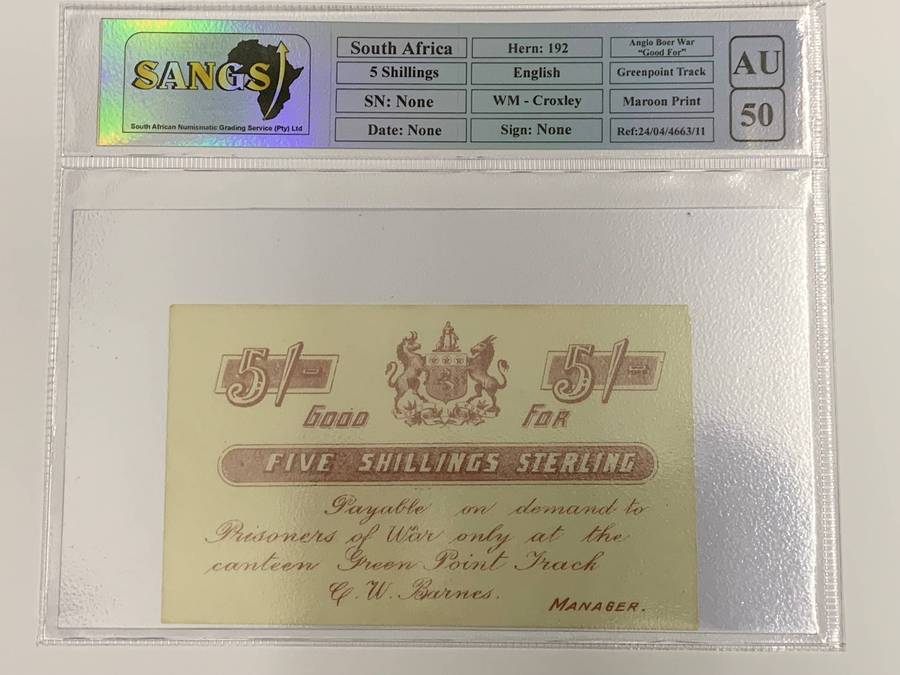 SANGS
South African Numismatic Grading Service (Pty) Ltd
South Africa
Hern: 192
Anglo Boer War
"Good For"
5 Shillings
English
Greenpoint Track
SN: None
WM - Croxley
Maroon Print
Date: None
Sign: None
Ref:24/04/4663/11
AU
50
5/- 5/-
Good For
FIVE SHILLINGS STERLING
Payable on demand to
Prisoners of War only at the
canteen Green Point Track
C. W. Barnes.
MANAGER.